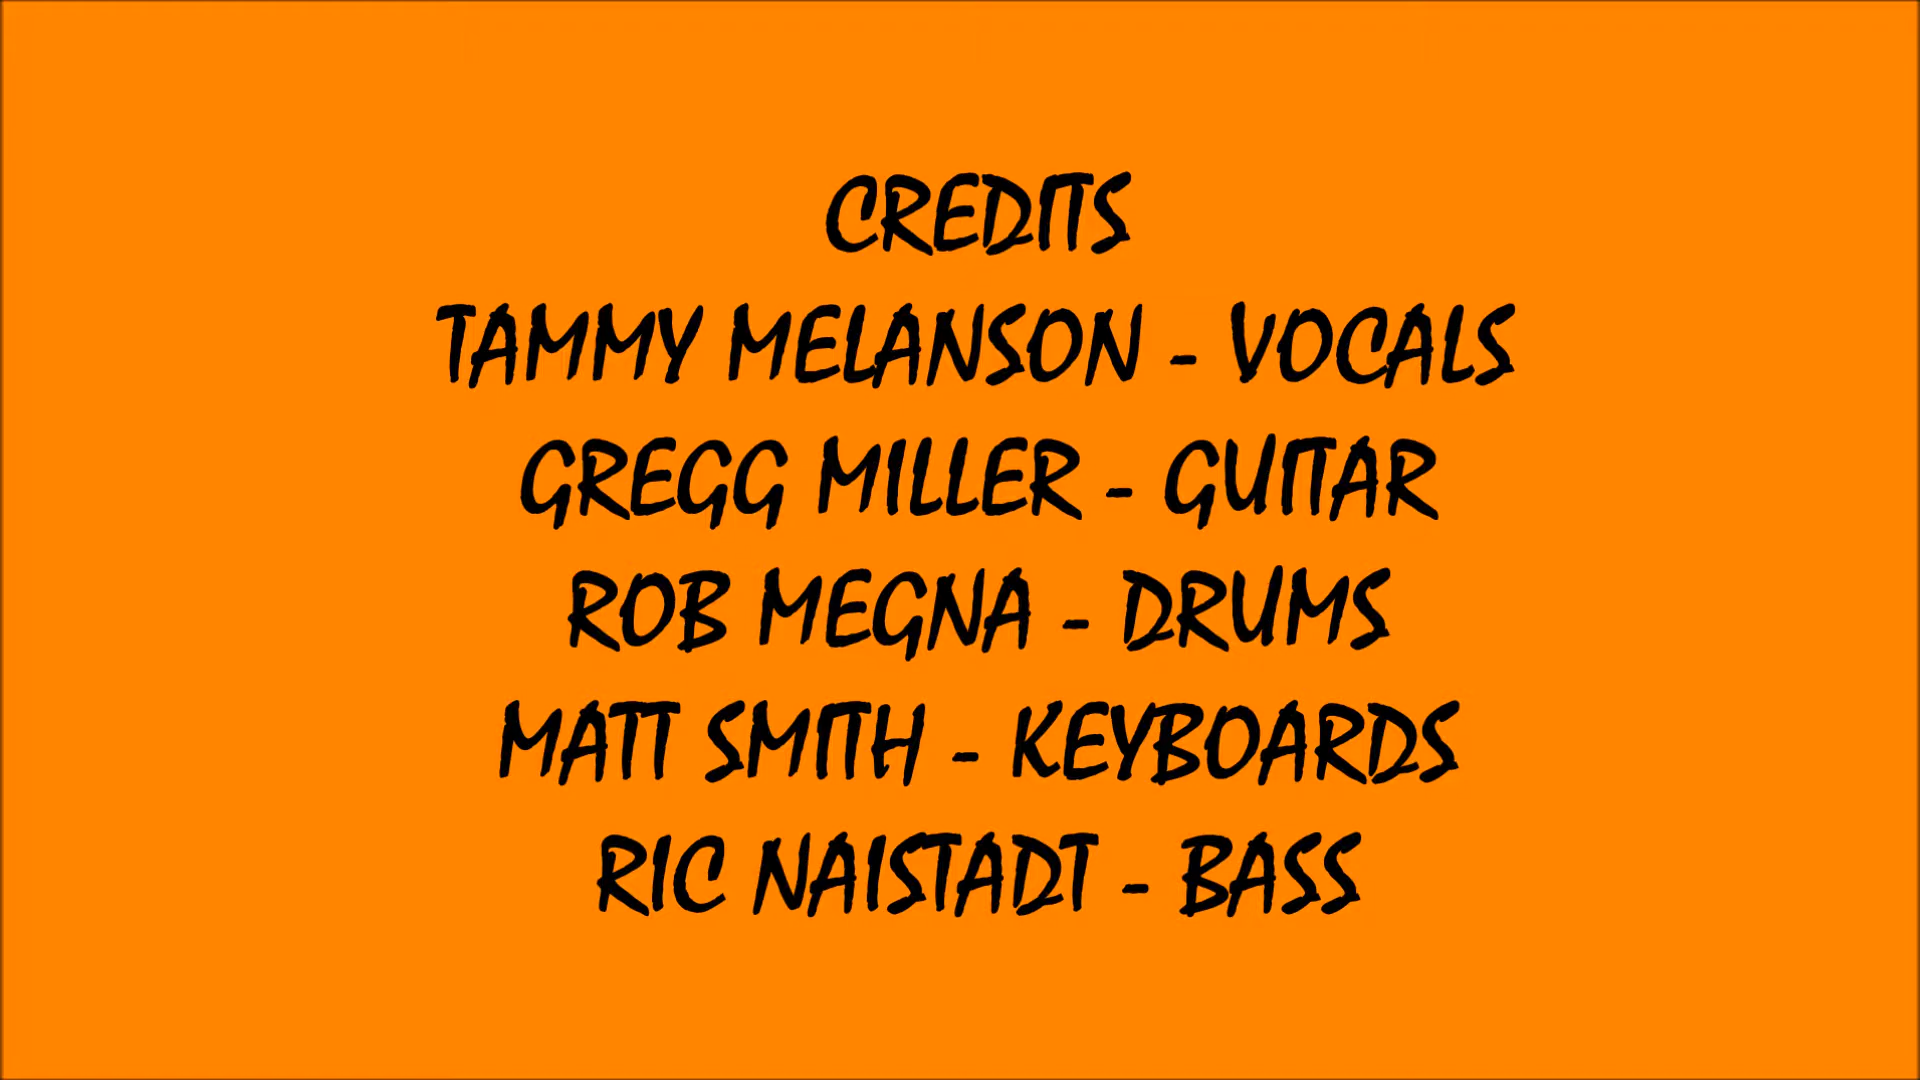 CREDITS
TAMMY MELANSON - VOCALS
GREGG MILLER - GUITAR
ROB MEGNA - DRUMS
MATT SMITH - KEYBOARDS
RIC NAISTADT - BASS